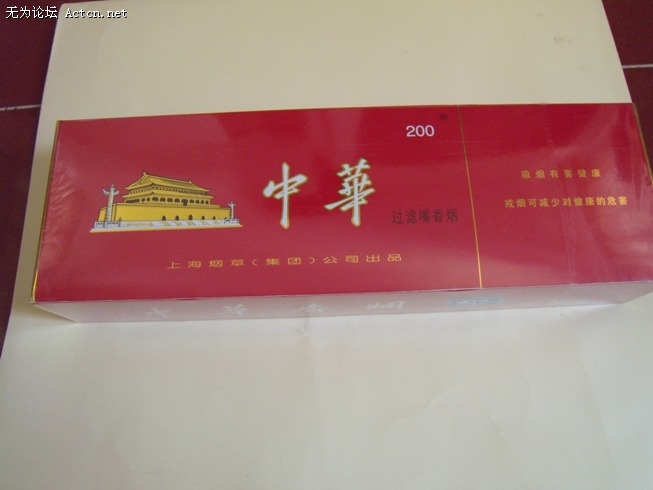 无为论坛 Actcn.net
200
中華
过滤嘴香烟
吸烟有害健康
戒烟可减少对健康的危害
上海烟草(集团)公司出品